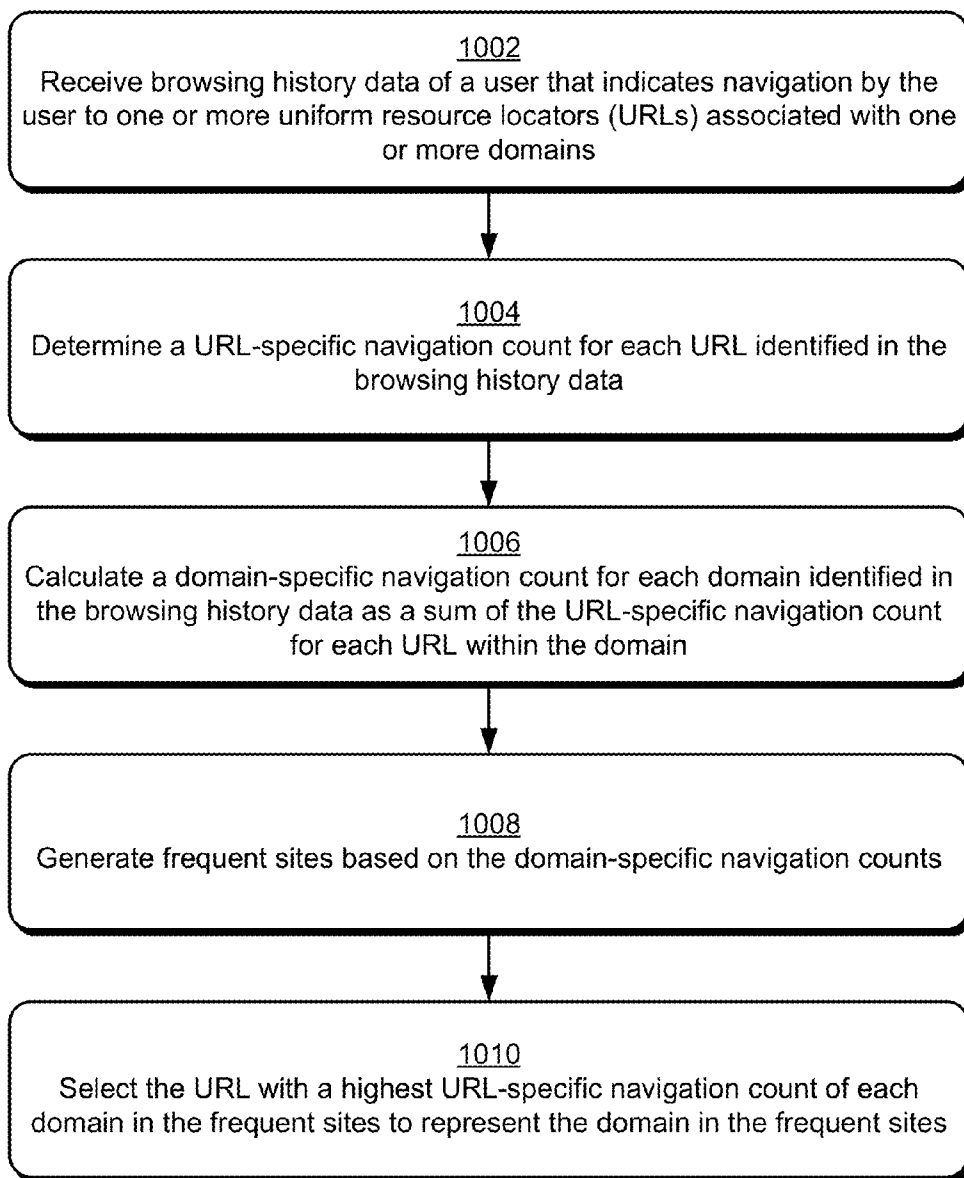 1002
Receive browsing history data of a user that indicates navigation by the
user to one or more uniform resource locators (URLs) associated with one
or more domains
1004
Determine a URL-specific navigation count for each URL identified in the
browsing history data
1006
Calculate a domain-specific navigation count for each domain identified in
the browsing history data as a sum of the URL-specific navigation count
for each URL within the domain
1008
Generate frequent sites based on the domain-specific navigation counts
1010
Select the URL with a highest URL-specific navigation count of each
domain in the frequent sites to represent the domain in the frequent sites